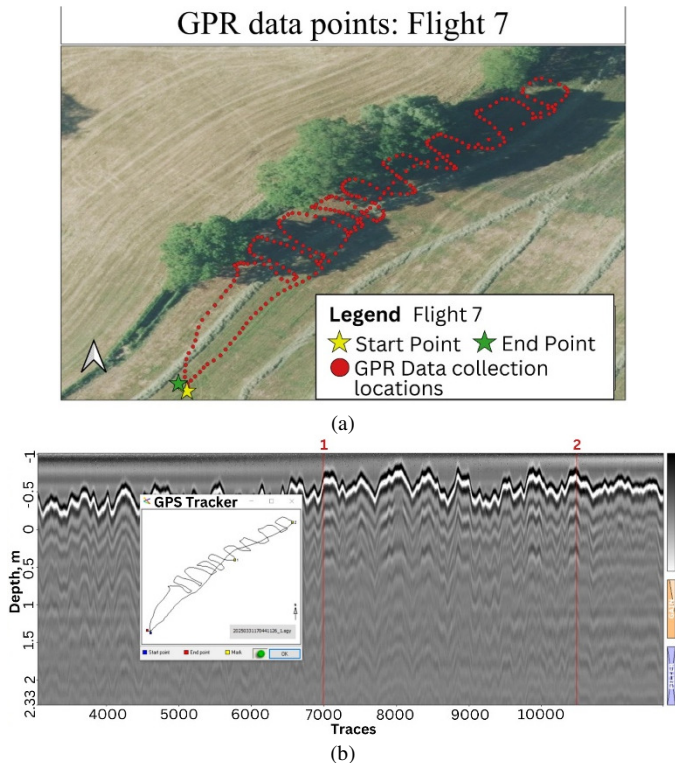 GPR data points: Flight 7
Legend Flight 7
Start Point End Point
GPR Data collection
locations
(a)
1 2
-1
-0.5
0
0.5
1
1.5
2.33 2
Depth, m
GPS Tracker
Start point End point Mark OK
4000 5000 6000 7000 8000 9000 10000
Traces
(b)